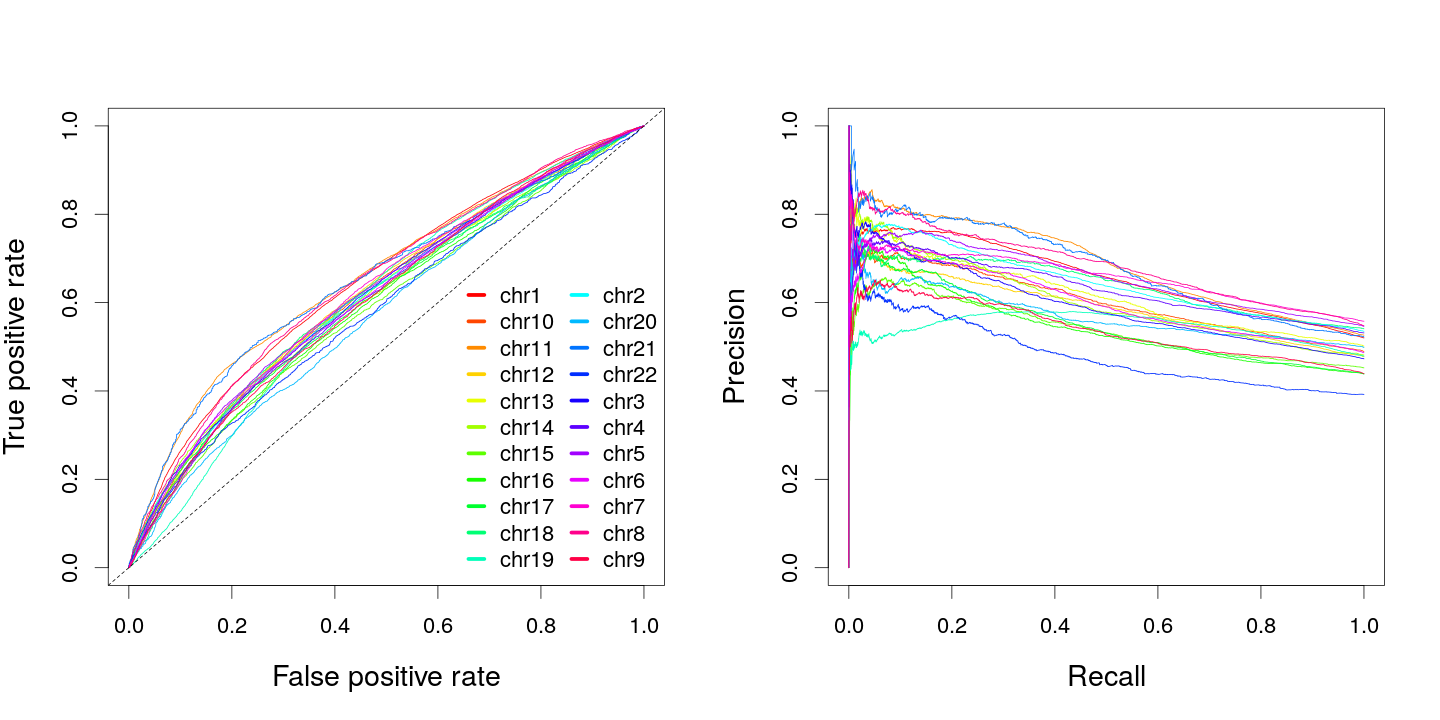 True positive rate
0.0 0.2 0.4 0.6 0.8 1.0
chr1 chr2
chr10 chr20
chr11 chr21
chr12 chr22
chr13 chr3
chr14 chr4
chr15 chr5
chr16 chr6
chr17 chr7
chr18 chr8
chr19 chr9
0.0 0.2 0.4 0.6 0.8 1.0
False positive rate
Precision
0.0 0.2 0.4 0.6 0.8 1.0
0.0 0.2 0.4 0.6 0.8 1.0
Recall